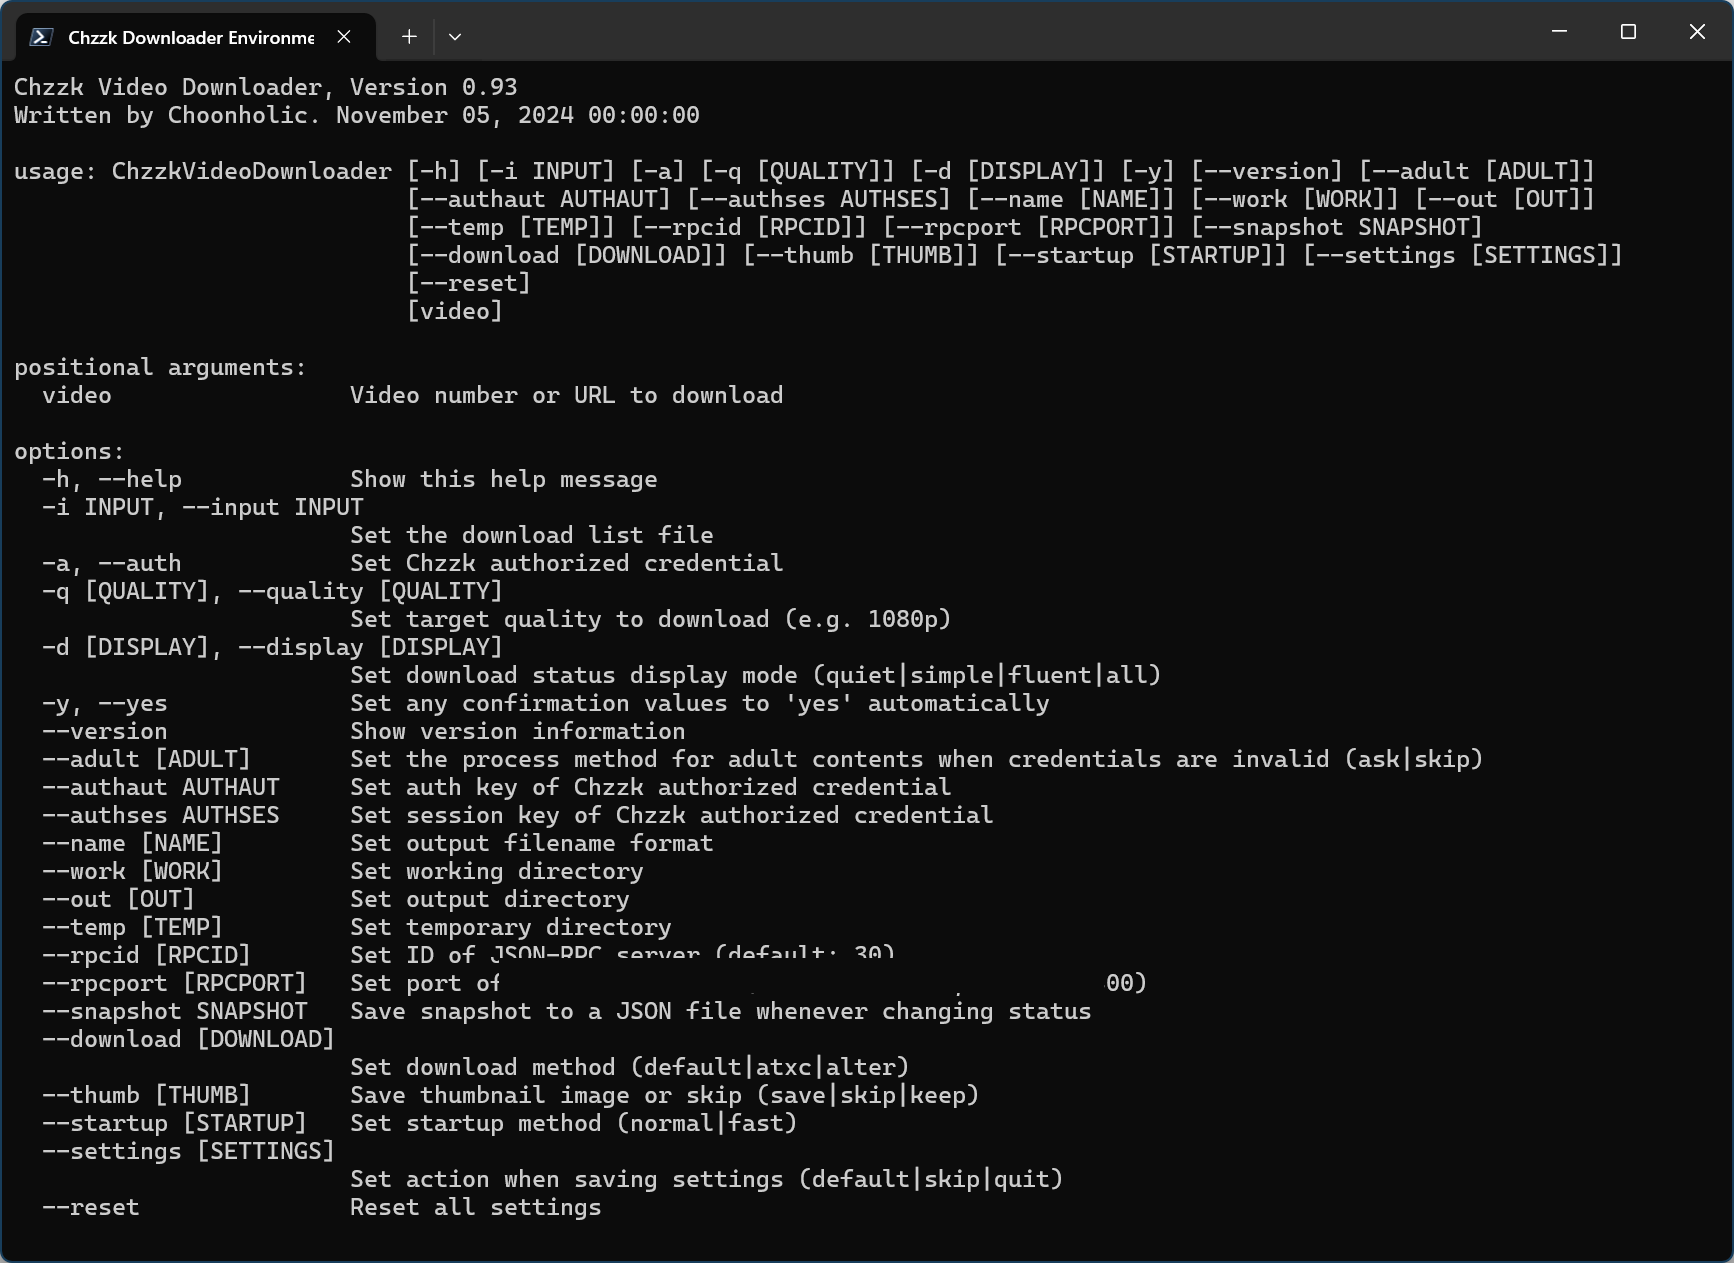 Chzzk Downloader Environme
Chzzk Video Downloader, Version 0.93
Written by Choonholic. November 05, 2024 00:00:00
usage: ChzzkVideoDownloader [-h] [-i INPUT] [-a] [-q [QUALITY]] [-d [DISPLAY]] [-y] [--version] [--adult [ADULT]]
[--authaut AUTHAUT] [--authses AUTHSES] [--name [NAME]] [--work [WORK]] [--out [OUT]]
[--temp [TEMP]] [--rpcid [RPCID]] [--rpcport [RPCPORT]] [--snapshot SNAPSHOT]
[--download [DOWNLOAD]] [--thumb [THUMB]] [--startup [STARTUP]] [--settings [SETTINGS]]
[--reset]
[video]
positional arguments:
video Video number or URL to download
options:
-h, --help Show this help message
-i INPUT, --input INPUT
Set the download list file
-a, --auth Set Chzzk authorized credential
-q [QUALITY], --quality [QUALITY]
Set target quality to download (e.g. 1080p)
-d [DISPLAY], --display [DISPLAY]
Set download status display mode (quiet|simple|fluent|all)
-y, --yes Set any confirmation values to 'yes' automatically
--version Show version information
--adult [ADULT] Set the process method for adult contents when credentials are invalid (ask|skip)
--authaut AUTHAUT Set auth key of Chzzk authorized credential
--authses AUTHSES Set session key of Chzzk authorized credential
--name [NAME] Set output filename format
--work [WORK] Set working directory
--out [OUT] Set output directory
--temp [TEMP] Set temporary directory
--rpcid [RPCID] Set ID of JSON-RPC server (default: 30)
--rpcport [RPCPORT] Set port of 00)
--snapshot SNAPSHOT Save snapshot to a JSON file whenever changing status
--download [DOWNLOAD]
Set download method (default|atxc|alter)
--thumb [THUMB] Save thumbnail image or skip (save|skip|keep)
--startup [STARTUP] Set startup method (normal|fast)
--settings [SETTINGS]
Set action when saving settings (default|skip|quit)
--reset Reset all settings